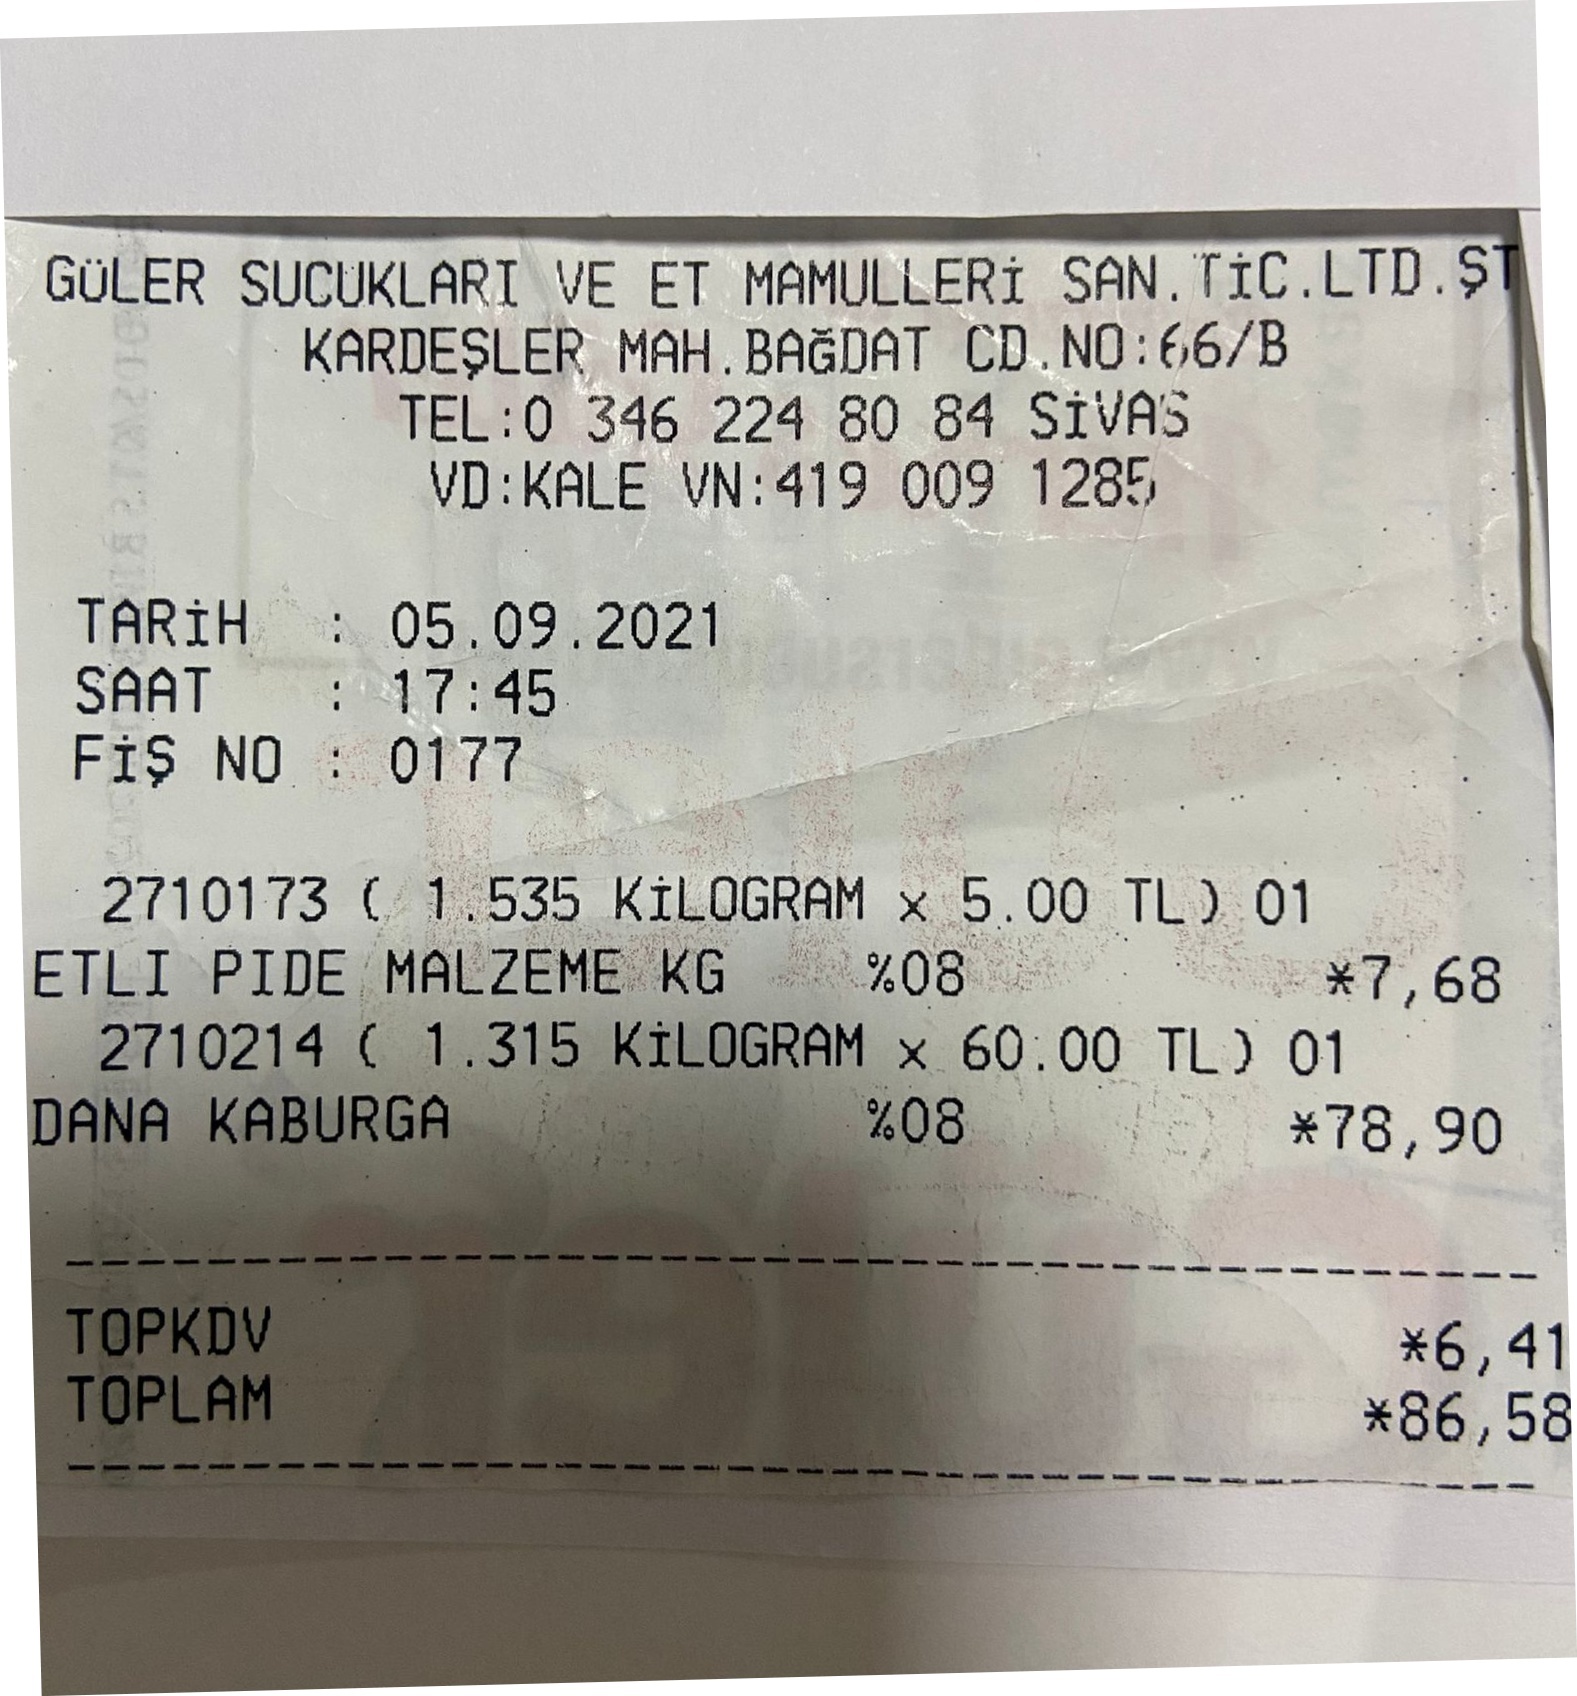 GÜLER SUCUKLARI VE ET MAMULLERİ SAN.TİC.LTD.ŞT
KARDEŞLER MAH.BAĞDAT CD.NO:66/B
TEL:0 346 224 80 84 SİVAS
VD:KALE VN:419 009 1285
TARİH : 05.09.2021
SAAT : 17:45
FİŞ NO : 0177
2710173 ( 1.535 KİLOGRAM x 5.00 TL) 01
ETLI PIDE MALZEME KG %08 *7,68
2710214 ( 1.315 KİLOGRAM x 60.00 TL) 01
DANA KABURGA %08 *78,90
TOPKDV *6,41
TOPLAM *86,58